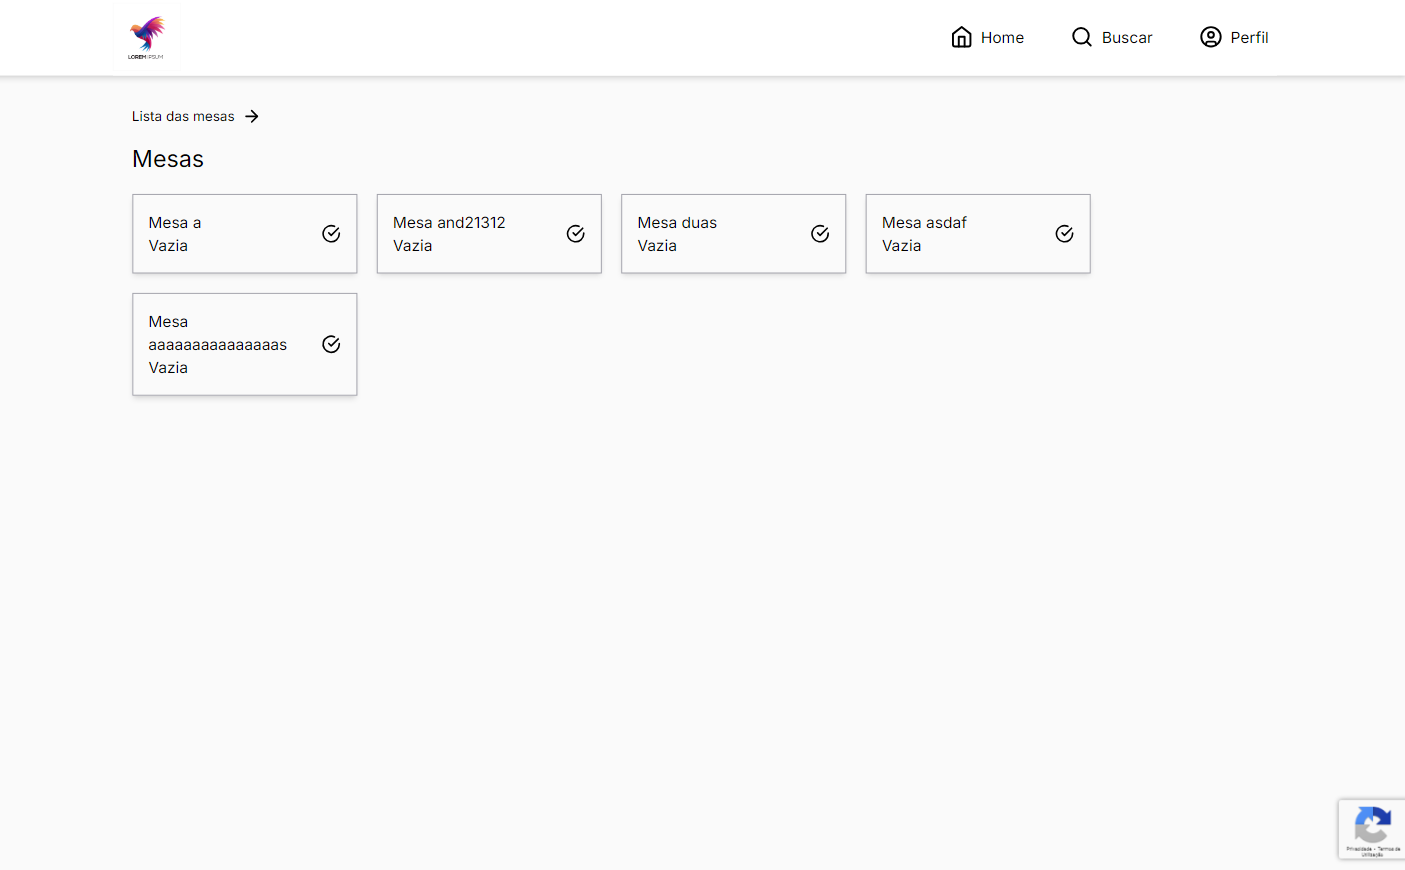 LOREM IPSUM
Home
Buscar
Perfil
Lista das mesas
Mesas
Mesa a
Vazia
Mesa and21312
Vazia
Mesa duas
Vazia
Mesa asdaf
Vazia
Mesa
aaaaaaaaaaaaaaas
Vazia
Privacidade - Termos de
Utilização